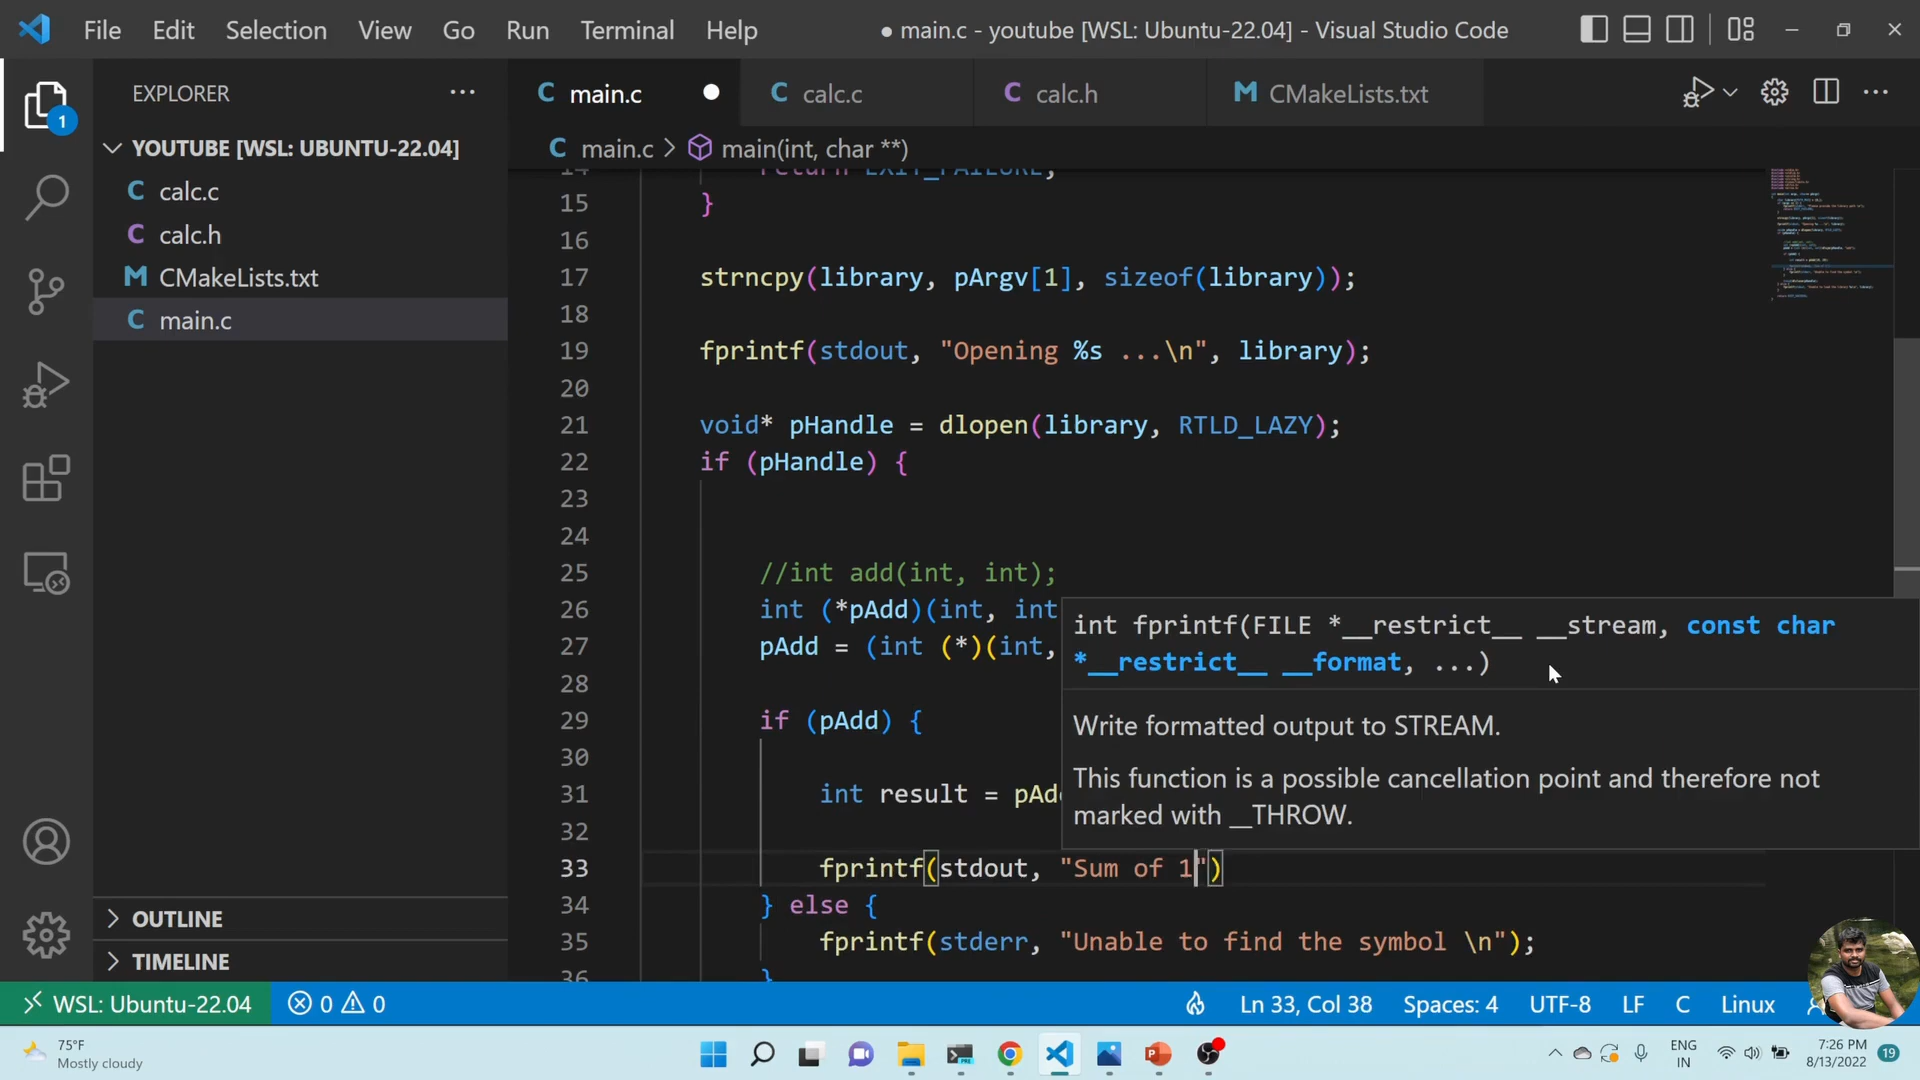 File Edit Selection View Go Run Terminal Help
● main.c - youtube [WSL: Ubuntu-22.04] - Visual Studio Code
EXPLORER
1
YOUTUBE [WSL: UBUNTU-22.04]
C calc.c
C calc.h
M CMakeLists.txt
C main.c
OUTLINE
TIMELINE
C main.c
C calc.c
C calc.h
M CMakeLists.txt
C main.c > main(int, char **)
14 return EXIT_FAILURE;
15 }
16
17 strncpy(library, pArgv[1], sizeof(library));
18
19 fprintf(stdout, "Opening %s ...\n", library);
20
21 void* pHandle = dlopen(library, RTLD_LAZY);
22 if (pHandle) {
23
24
25 //int add(int, int);
26 int (*pAdd)(int, int
27 pAdd = (int (*)(int,
28
29 if (pAdd) {
30
31 int result = pAdd
32
33 fprintf(stdout, "Sum of 1")
34 } else {
35 fprintf(stderr, "Unable to find the symbol \n");
36 }
int fprintf(FILE *__restrict__ __stream, const char
*__restrict__ __format, ...)
Write formatted output to STREAM.
This function is a possible cancellation point and therefore not
marked with __THROW.
WSL: Ubuntu-22.04 0 0 Ln 33, Col 38 Spaces: 4 UTF-8 LF C Linux
75°F
Mostly cloudy
ENG
IN
7:26 PM
8/13/2022
19